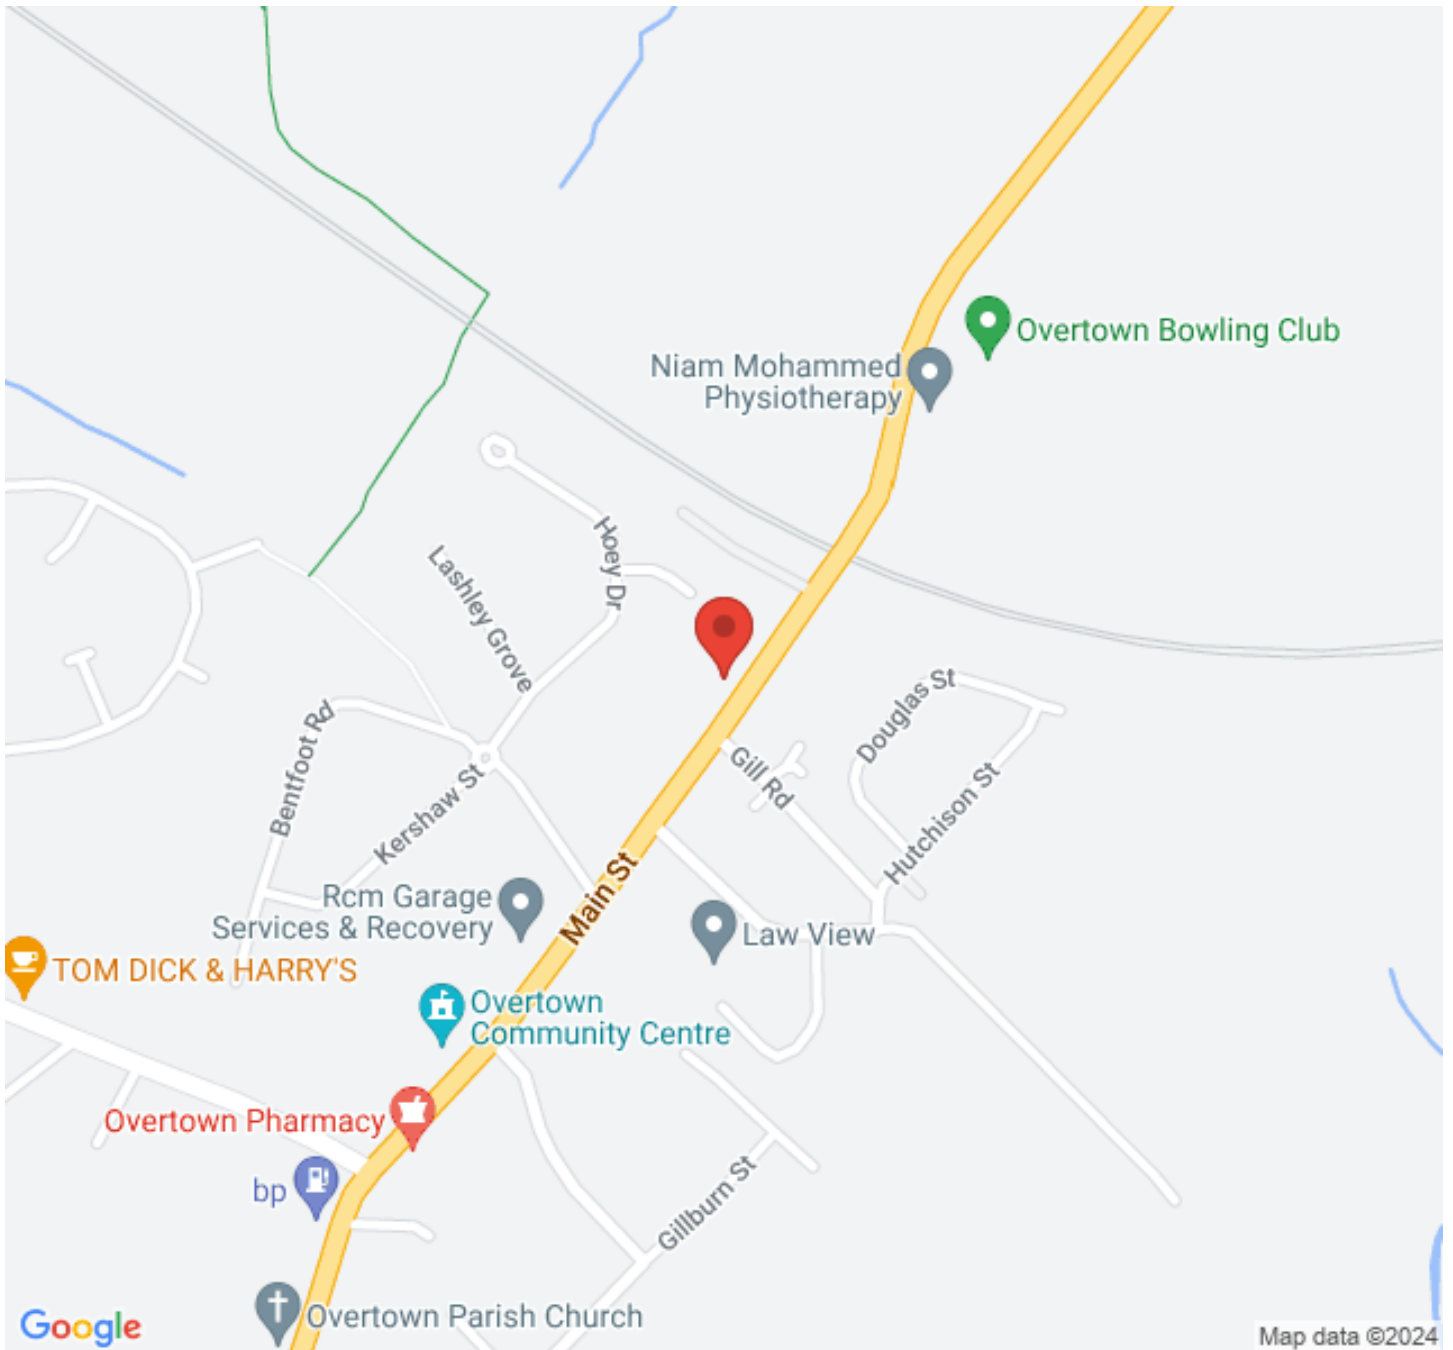 Overtown Bowling Club
Niam Mohammed
Physiotherapy
Hoey Dr
Lashley Grove
Douglas St
Bentfoot Rd
Gill Rd
Kershaw St
Hutchison St
Main St
Rcm Garage
Services & Recovery
Law View
TOM DICK & HARRY'S
Overtown
Community Centre
Overtown Pharmacy
bp
Gillburn St
Overtown Parish Church
Google
Map data ©2024